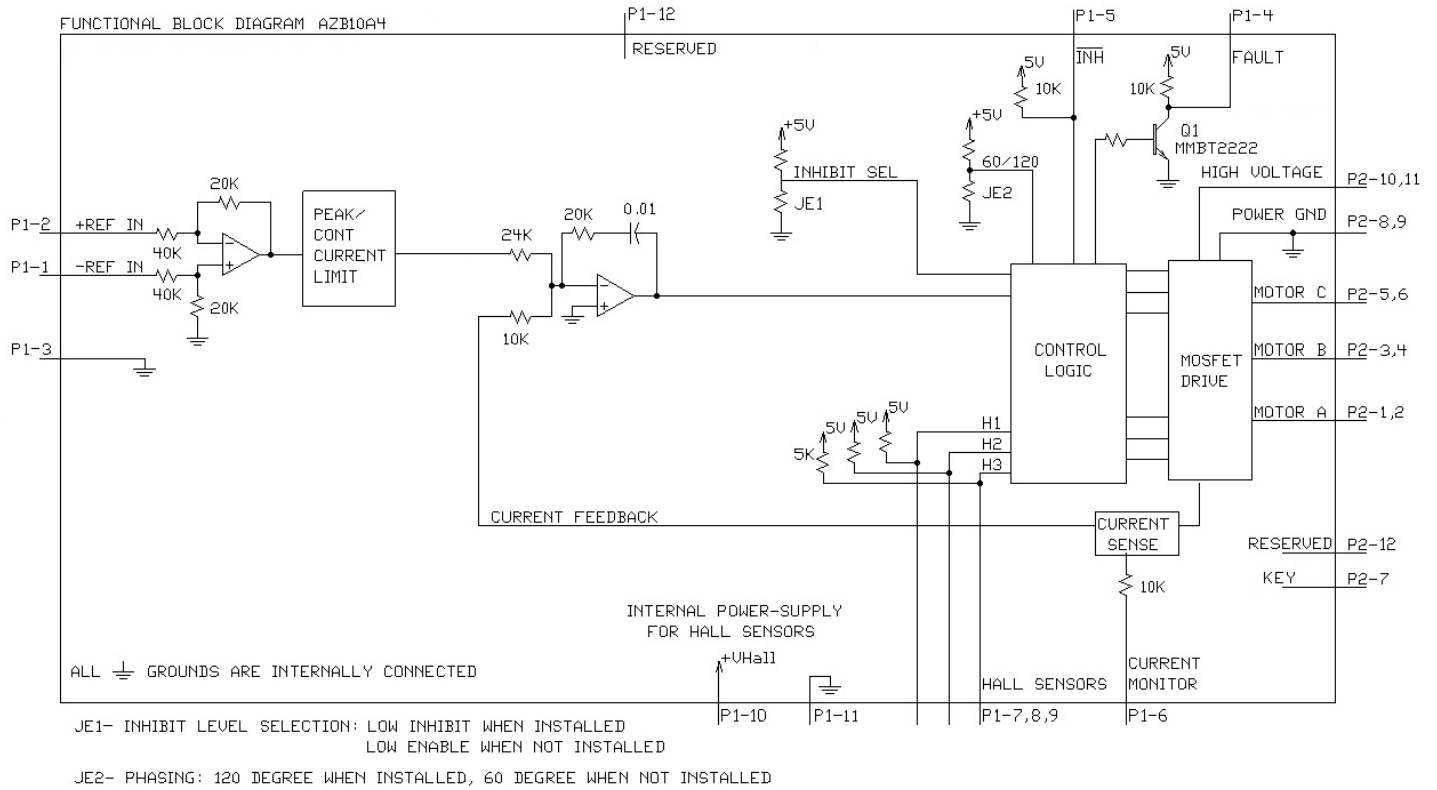 FUNCTIONAL BLOCK DIAGRAM AZB10A4
P1-12
RESERVED
P1-5
INH
P1-4
FAULT
5V
10K
5V
10K
Q1
MMBT2222
+5V
INHIBIT SEL
JE1
+5V
60/120
JE2
HIGH VOLTAGE
P2-10,11
POWER GND
P2-8,9
P1-2
+REF IN
40K
20K
P1-1
-REF IN
40K
20K
−
+
PEAK/
CONT
CURRENT
LIMIT
24K
20K
0.01
−
+
10K
P1-3
CONTROL
LOGIC
MOSFET
DRIVE
MOTOR C
P2-5,6
MOTOR B
P2-3,4
MOTOR A
P2-1,2
5V
5V
5V
5K
H1
H2
H3
CURRENT FEEDBACK
CURRENT
SENSE
RESERVED
P2-12
KEY
P2-7
10K
INTERNAL POWER-SUPPLY
FOR HALL SENSORS
+VHall
ALL GROUNDS ARE INTERNALLY CONNECTED
HALL SENSORS
CURRENT
MONITOR
P1-10
P1-11
P1-7,8,9
P1-6
JE1- INHIBIT LEVEL SELECTION: LOW INHIBIT WHEN INSTALLED
LOW ENABLE WHEN NOT INSTALLED
JE2- PHASING: 120 DEGREE WHEN INSTALLED, 60 DEGREE WHEN NOT INSTALLED